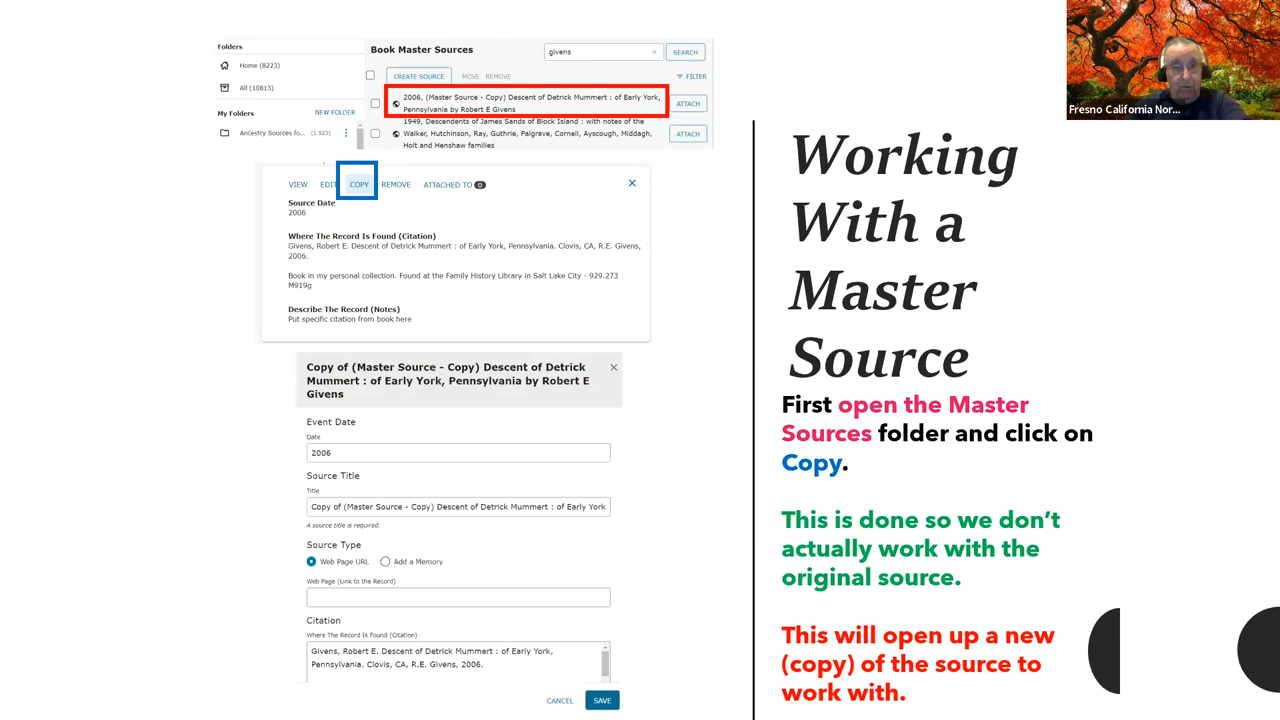 Folders
Home (8223)
All (10813)
My Folders
NEW FOLDER
Ancestry Sources fo... (1,523)
Book Master Sources
givens
SEARCH
CREATE SOURCE MOVE REMOVE
FILTER
2006, (Master Source - Copy) Descent of Detrick Mummert : of Early York,
Pennsylvania by Robert E Givens
ATTACH
1949, Descendents of James Sands of Block Island : with notes of the
Walker, Hutchinson, Ray, Guthrie, Palgrave, Cornell, Ayscough, Middagh,
Holt and Henshaw families
ATTACH
VIEW EDIT COPY REMOVE ATTACHED TO 0
Source Date
2006
Where The Record Is Found (Citation)
Givens, Robert E. Descent of Detrick Mummert : of Early York, Pennsylvania. Clovis, CA, R.E. Givens,
2006.
Book in my personal collection. Found at the Family History Library in Salt Lake City - 929.273
M919g
Describe The Record (Notes)
Put specific citation from book here
Copy of (Master Source - Copy) Descent of Detrick
Mummert : of Early York, Pennsylvania by Robert E
Givens
Event Date
Date
2006
Source Title
Title
Copy of (Master Source - Copy) Descent of Detrick Mummert : of Early York
A source title is required.
Source Type
Web Page URL Add a Memory
Web Page (Link to the Record)
Citation
Where The Record Is Found (Citation)
Givens, Robert E. Descent of Detrick Mummert : of Early York,
Pennsylvania. Clovis, CA, R.E. Givens, 2006.
CANCEL SAVE
Fresno California Nor...
Working
With a
Master
Source
First open the Master
Sources folder and click on
Copy.
This is done so we don't
actually work with the
original source.
This will open up a new
(copy) of the source to
work with.